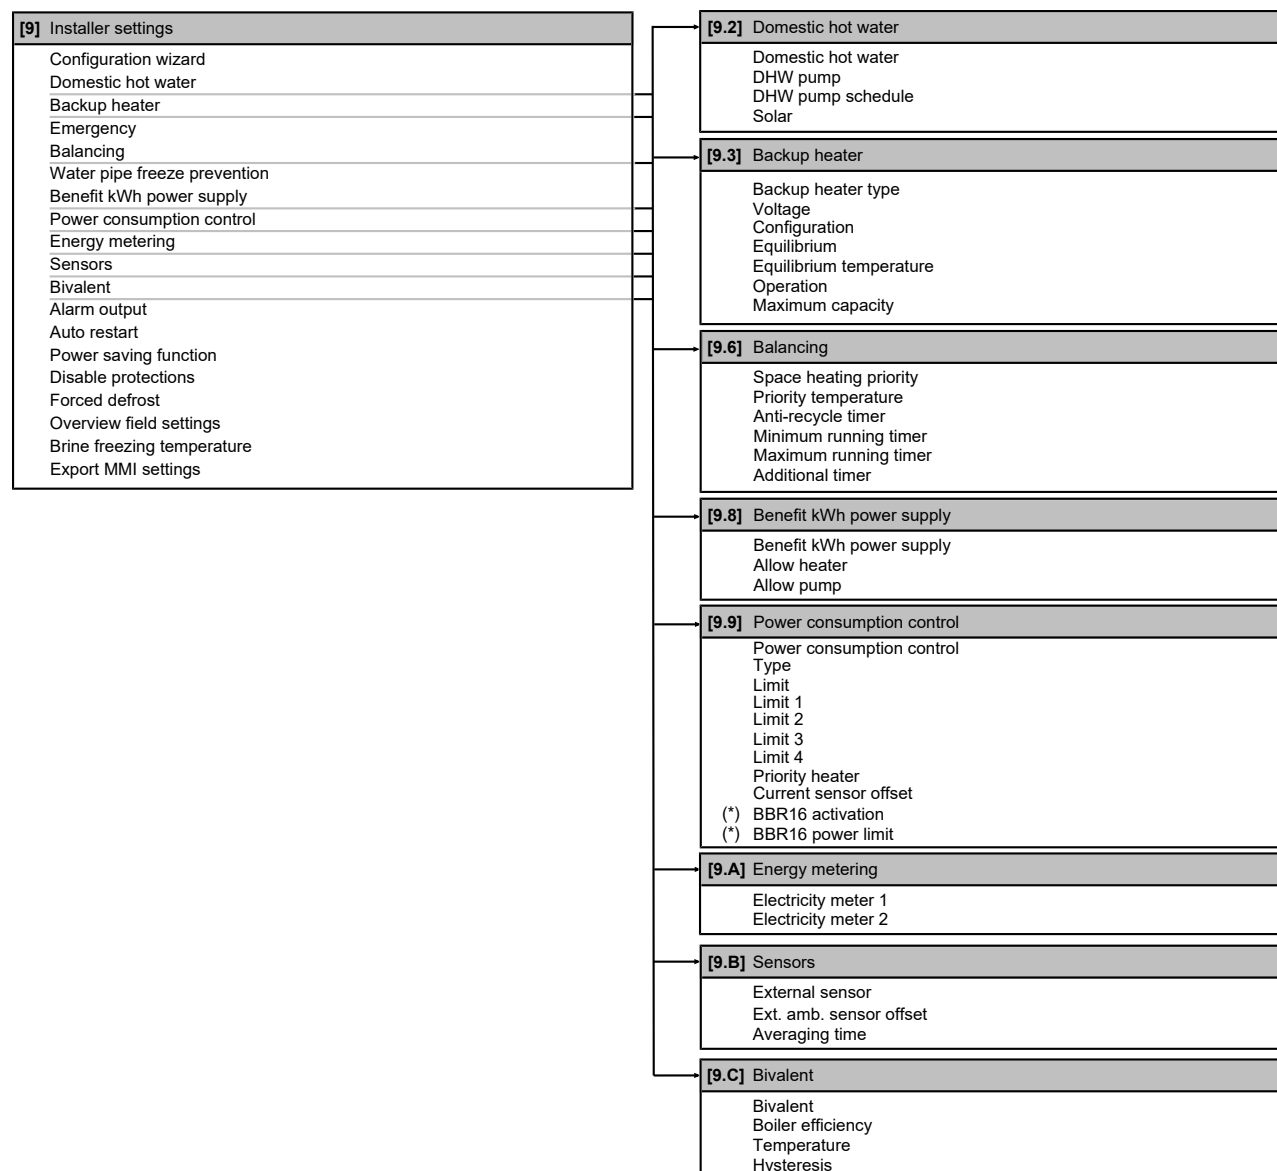 [9] Installer settings
Configuration wizard
Domestic hot water
Backup heater
Emergency
Balancing
Water pipe freeze prevention
Benefit kWh power supply
Power consumption control
Energy metering
Sensors
Bivalent
Alarm output
Auto restart
Power saving function
Disable protections
Forced defrost
Overview field settings
Brine freezing temperature
Export MMI settings
[9.2] Domestic hot water
Domestic hot water
DHW pump
DHW pump schedule
Solar
[9.3] Backup heater
Backup heater type
Voltage
Configuration
Equilibrium
Equilibrium temperature
Operation
Maximum capacity
[9.6] Balancing
Space heating priority
Priority temperature
Anti-recycle timer
Minimum running timer
Maximum running timer
Additional timer
[9.8] Benefit kWh power supply
Benefit kWh power supply
Allow heater
Allow pump
[9.9] Power consumption control
Power consumption control
Type
Limit
Limit 1
Limit 2
Limit 3
Limit 4
Priority heater
Current sensor offset
(*) BBR16 activation
(*) BBR16 power limit
[9.A] Energy metering
Electricity meter 1
Electricity meter 2
[9.B] Sensors
External sensor
Ext. amb. sensor offset
Averaging time
[9.C] Bivalent
Bivalent
Boiler efficiency
Temperature
Hysteresis